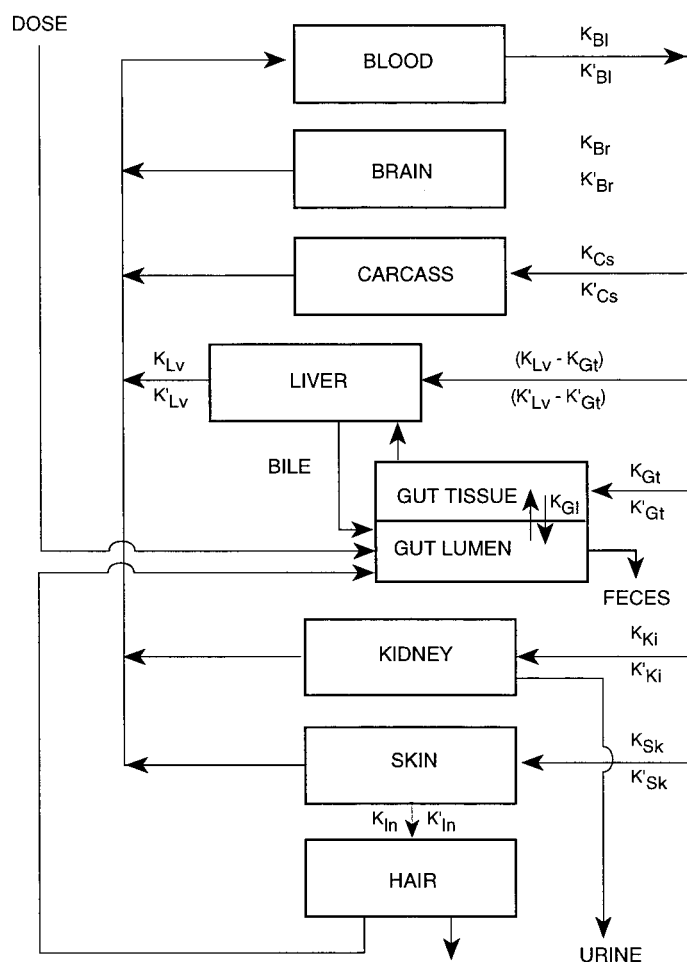 DOSE
BLOOD
K_Bl
K'_Bl
BRAIN
K_Br
K'_Br
CARCASS
K_Cs
K'_Cs
K_Lv
K'_Lv
LIVER
(K_Lv - K_Gt)
(K'_Lv - K'_Gt)
BILE
GUT TISSUE
K_Gl
K_Gt
K'_Gt
GUT LUMEN
FECES
KIDNEY
K_Ki
K'_Ki
SKIN
K_Sk
K'_Sk
K_In K'_In
HAIR
URINE